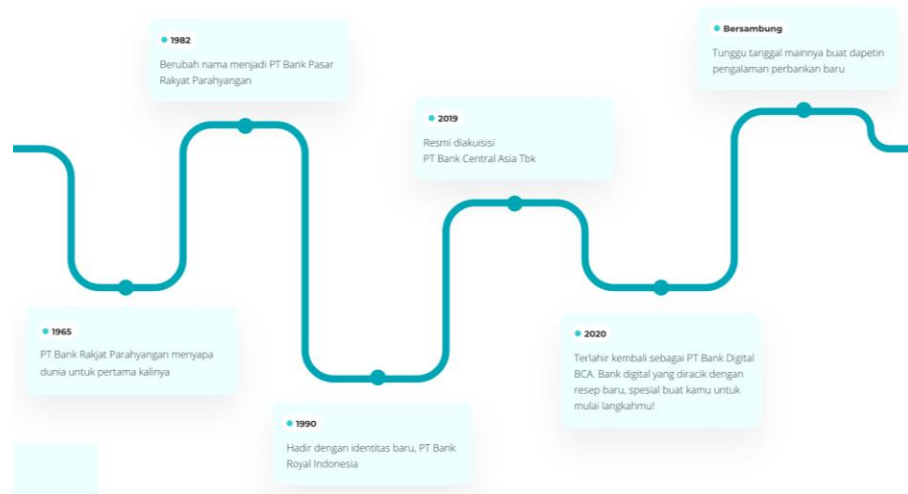 1965
PT Bank Rakjat Parahyangan menyapa
dunia untuk pertama kalinya
1982
Berubah nama menjadi PT Bank Pasar
Rakyat Parahyangan
1990
Hadir dengan identitas baru, PT Bank
Royal Indonesia
2019
Resmi diakuisisi
PT Bank Central Asia Tbk
2020
Terlahir kembali sebagai PT Bank Digital
BCA. Bank digital yang diracik dengan
resep baru, spesial buat kamu untuk
mulai langkahmu!
Bersambung
Tunggu tanggal mainnya buat dapetin
pengalaman perbankan baru